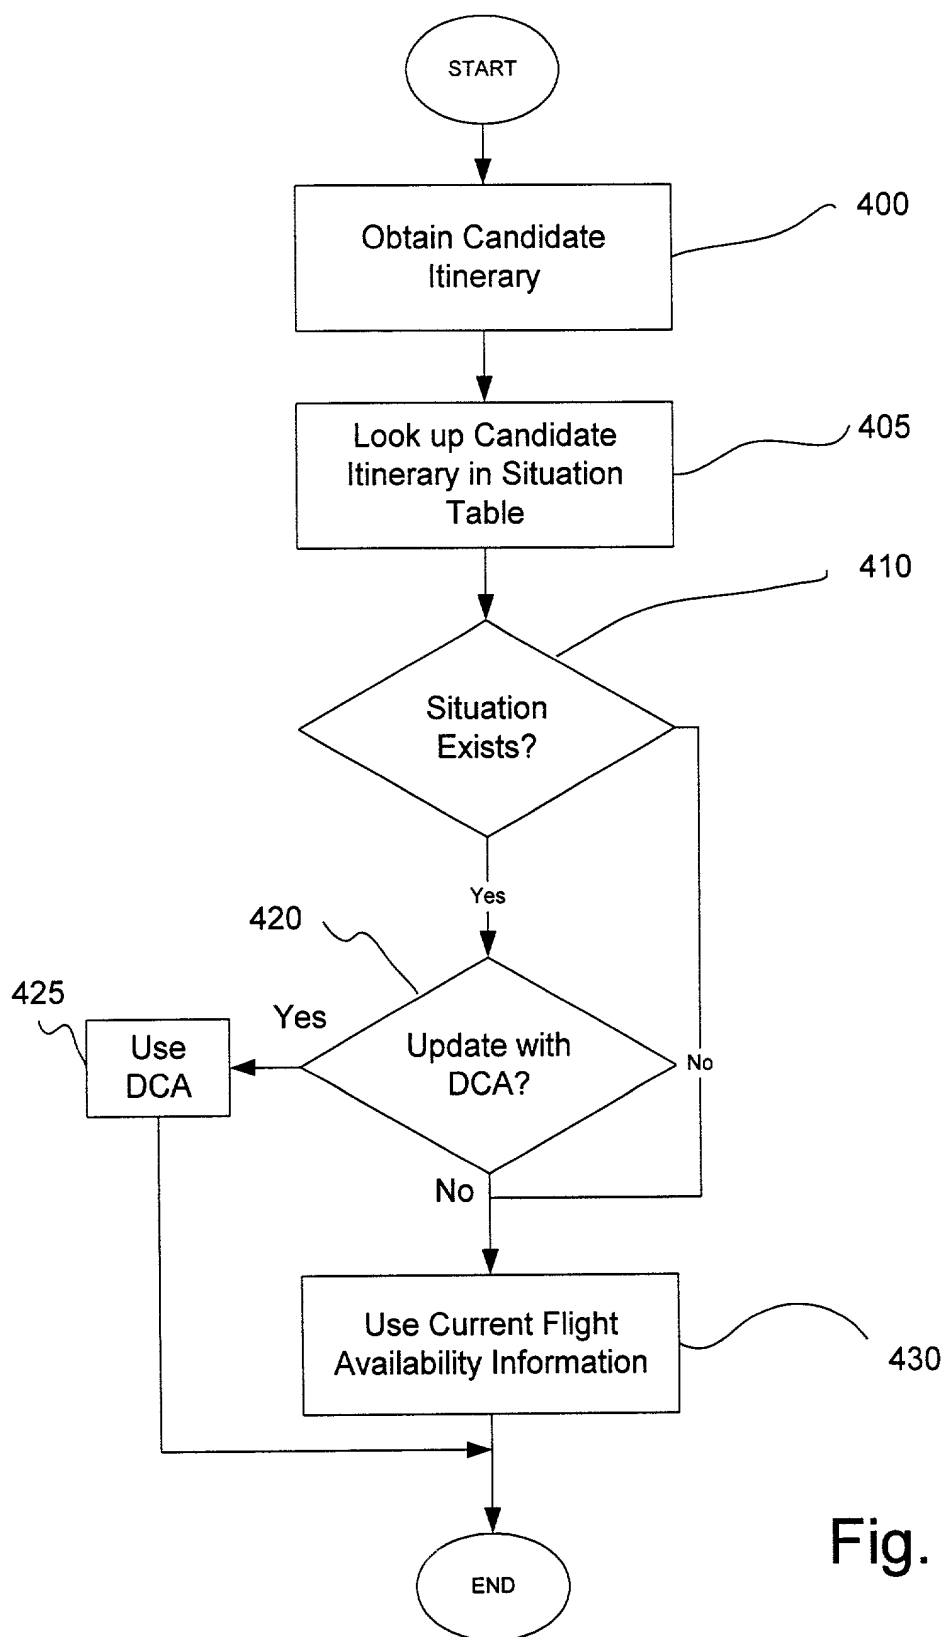 START
Obtain Candidate
Itinerary
400
Look up Candidate
Itinerary in Situation
Table
405
410
Situation
Exists?
Yes
420
425
Yes
Use
DCA
Update with
DCA?
No
No
Use Current Flight
Availability Information
430
Fig.
END